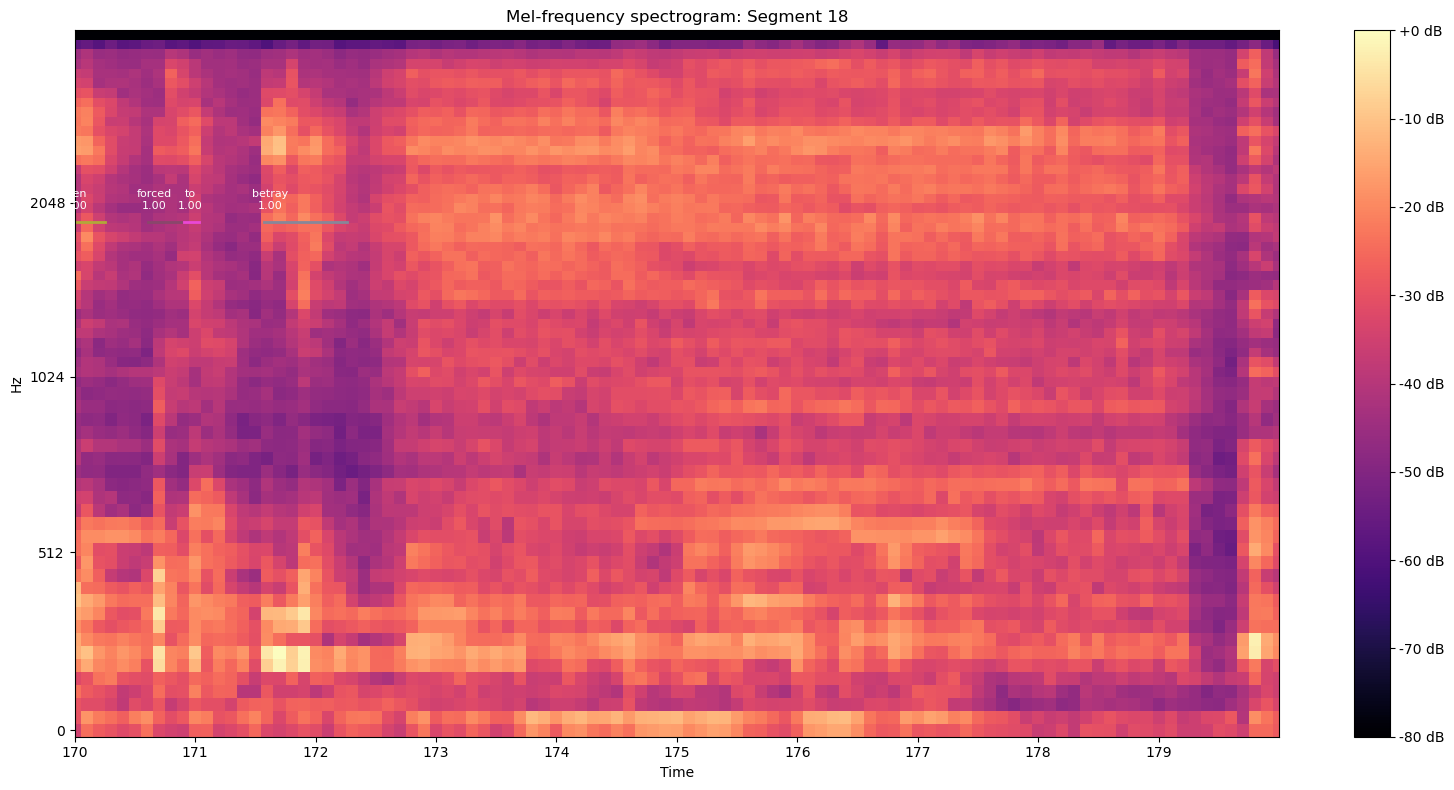 Mel-frequency spectrogram: Segment 18
+0 dB
-10 dB
-20 dB
-30 dB
-40 dB
-50 dB
-60 dB
-70 dB
-80 dB
Hz
2048
1024
512
0
en forced to betray
00 1.00 1.00 1.00
170 171 172 173 174 175 176 177 178 179
Time